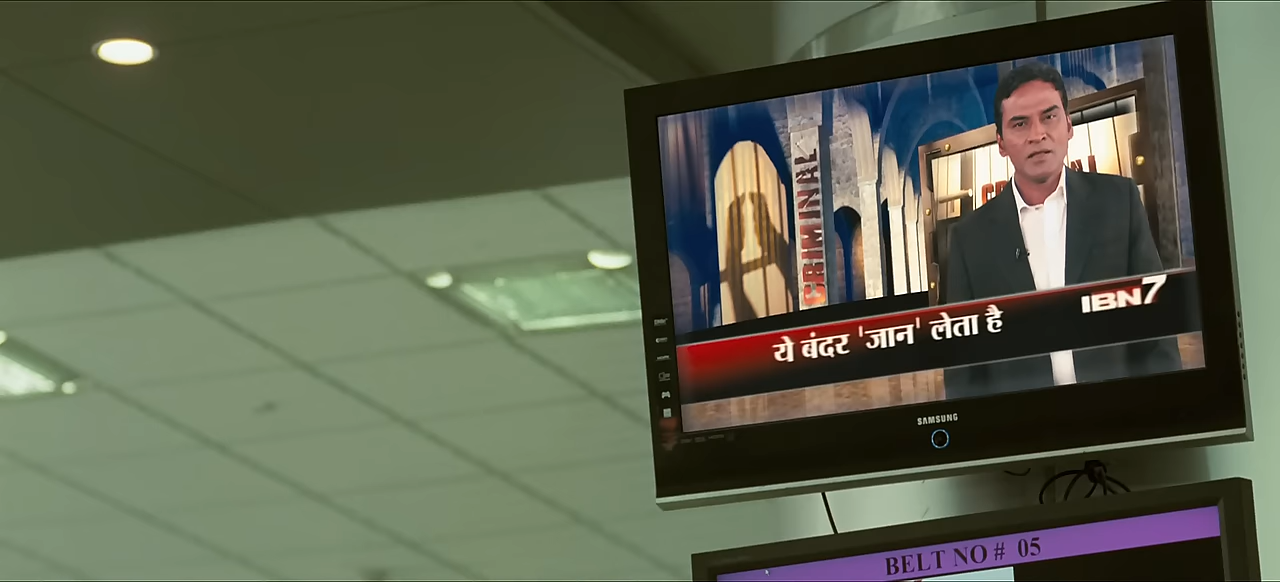 CRIMINAL
ये बंदर 'जान' लेता है
IBN7
SAMSUNG
BELT NO # 05